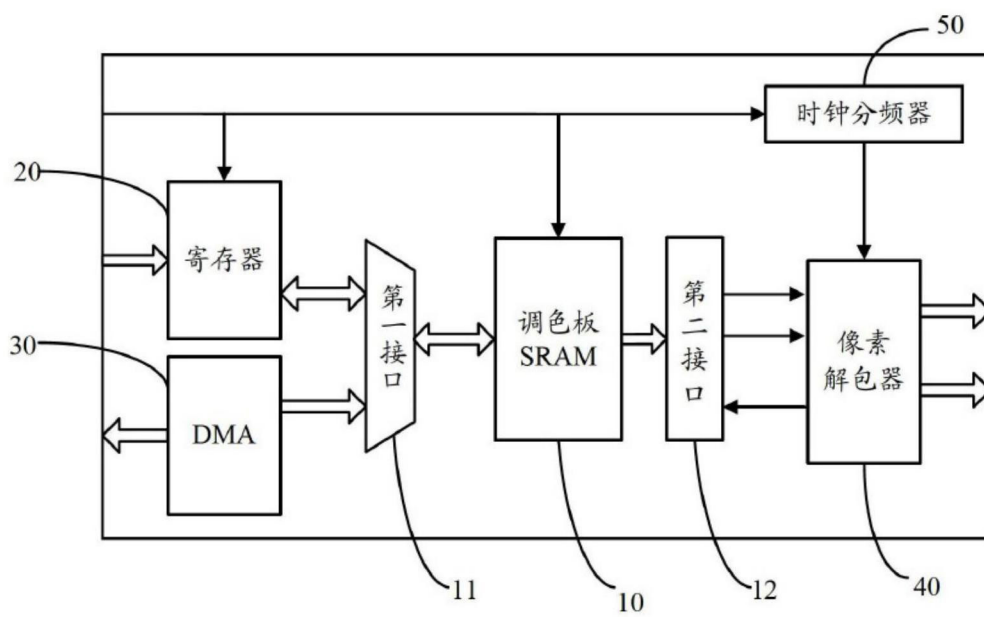 50
时钟分频器
20
寄存器
30
DMA
第一接口
调色板
SRAM
第二接口
像素
解包器
11
10
12
40